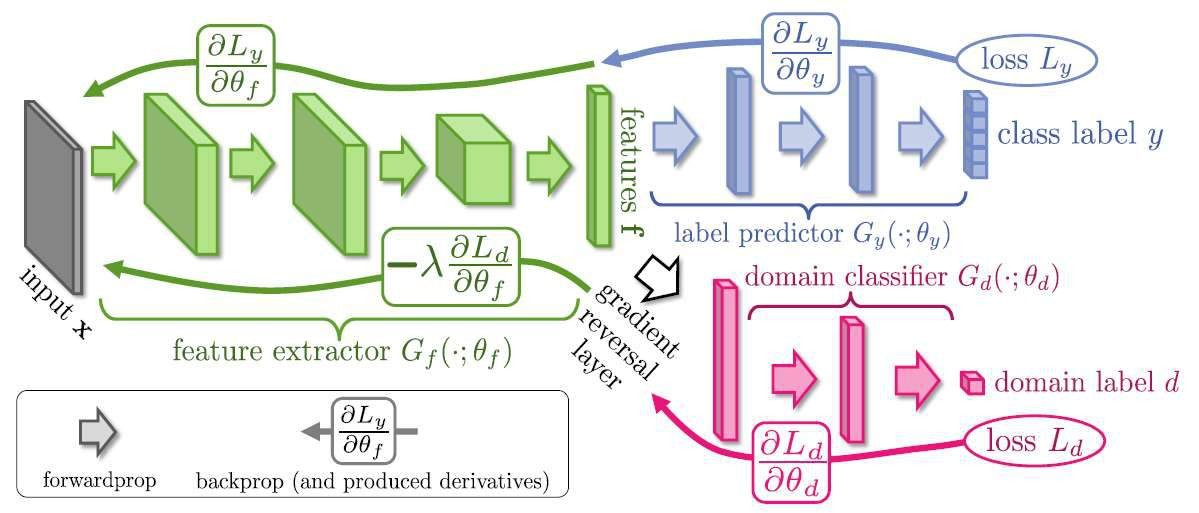 ∂L_y/∂θ_f
∂L_y/∂θ_y
loss L_y
features f
class label y
label predictor G_y(·;θ_y)
input x
−λ ∂L_d/∂θ_f
feature extractor G_f(·;θ_f)
gradient
reversal
layer
domain classifier G_d(·;θ_d)
domain label d
loss L_d
∂L_d/∂θ_d
∂L_y/∂θ_f
forwardprop
backprop (and produced derivatives)